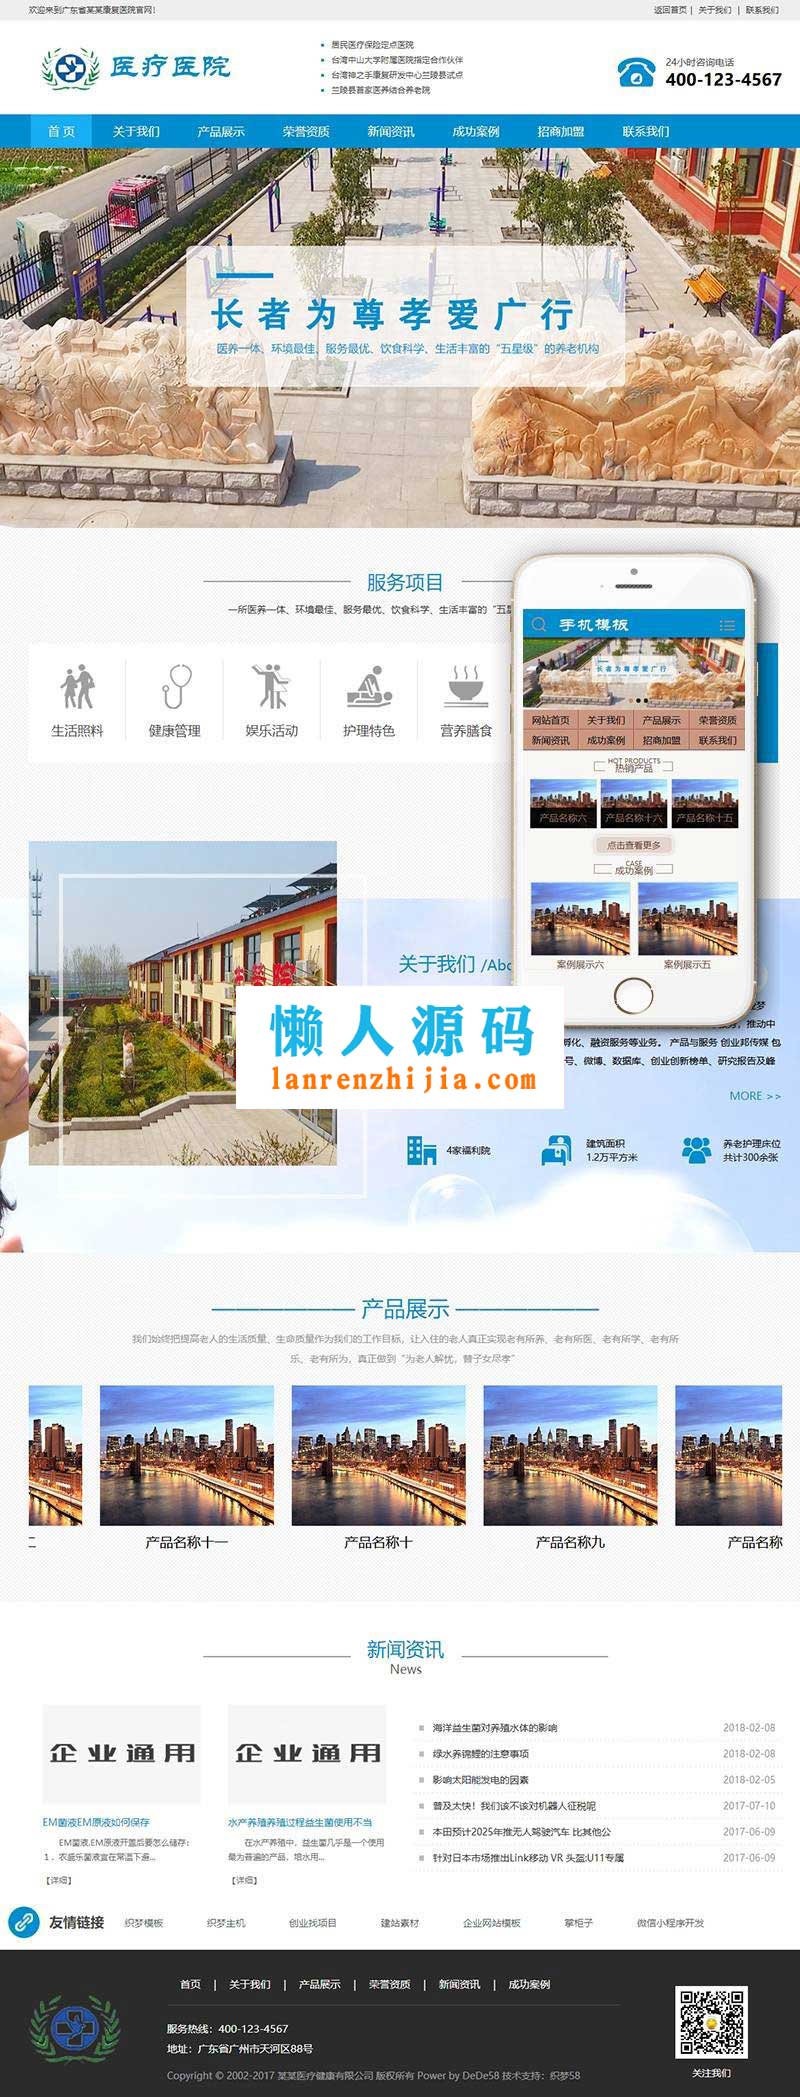 欢迎来到广东省某某康复医院官网!
返回首页 | 关于我们 | 联系我们
医疗医院
居民医疗保险定点医院
台湾中山大学附属医院指定合作伙伴
台湾神之手康复研发中心兰陵县试点
兰陵县首家医养结合养老院
24小时咨询电话
400-123-4567
首 页 关于我们 产品展示 荣誉资质 新闻资讯 成功案例 招商加盟 联系我们
长者为尊孝爱广行
医养一体、环境最佳、服务最优、饮食科学、生活丰富的“五星级”的养老机构
服务项目
一所医养一体、环境最佳、服务最优、饮食科学、生活丰富的“五
生活照料 健康管理 娱乐活动 护理特色 营养膳食
手机模板
长者为尊孝爱广行
网站首页 关于我们 产品展示 荣誉资质
新闻资讯 成功案例 招商加盟 联系我们
HOT PRODUCTS
热销产品
产品名称六 产品名称十六 产品名称十五
点击查看更多
CASE
成功案例
案例展示六 案例展示五
关于我们 /Abo
梦
，推动中
孵化、融资服务等业务。 产品与服务 创业邦传媒 包
号、微博、数据库、创业创新榜单、研究报告及峰
MORE >>
懒人源码
lanrenzhijia.com
4家福利院
建筑面积
1.2万平方米
养老护理床位
共计300余张
产品展示
我们始终把提高老人的生活质量、生命质量作为我们的工作目标，让入住的老人真正实现老有所养、老有所医、老有所学、老有所
乐、老有所为，真正做到“为老人解忧，替子女尽孝”
产品名称十一 产品名称十 产品名称九 产品名称
新闻资讯
News
企业通用 企业通用
EM菌液EM原液如何保存
EM菌液,EM原液开盖后要怎么储存：
1 、农盛乐菌液宜在常温下避...
【详细】
水产养殖养殖过程益生菌使用不当
在水产养殖中，益生菌几乎是一个使用
最为普遍的产品，培水用...
【详细】
海洋益生菌对养殖水体的影响 2018-02-08
绿水养锦鲤的注意事项 2018-02-08
影响太阳能发电的因素 2018-02-05
普及太快！我们该不该对机器人征税呢 2017-07-10
本田预计2025年推无人驾驶汽车 比其他公 2017-06-09
针对日本市场推出Link移动 VR 头盔:U11专属 2017-06-09
友情链接 织梦模板 织梦主机 创业找项目 建站素材 企业网站模板 掌柜子 微信小程序开发
首页 | 关于我们 | 产品展示 | 荣誉资质 | 新闻资讯 | 成功案例
服务热线：400-123-4567
地址：广东省广州市天河区88号
Copyright © 2002-2017 某某医疗健康有限公司 版权所有 Power by DeDe58 技术支持：织梦58
关注我们